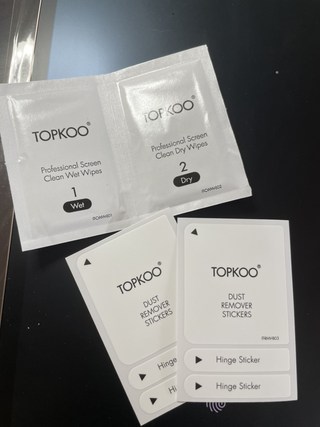 TOPKOO®
Professional Screen
Clean Wet Wipes
1
Wet
TOPKOO®
Professional Screen
Clean Dry Wipes
2
Dry
TOPKOO®
DUST
REMOVER
STICKERS
Hinge
Hi
TOPKOO®
DUST
REMOVER
STICKERS
Hinge Sticker
Hinge Sticker